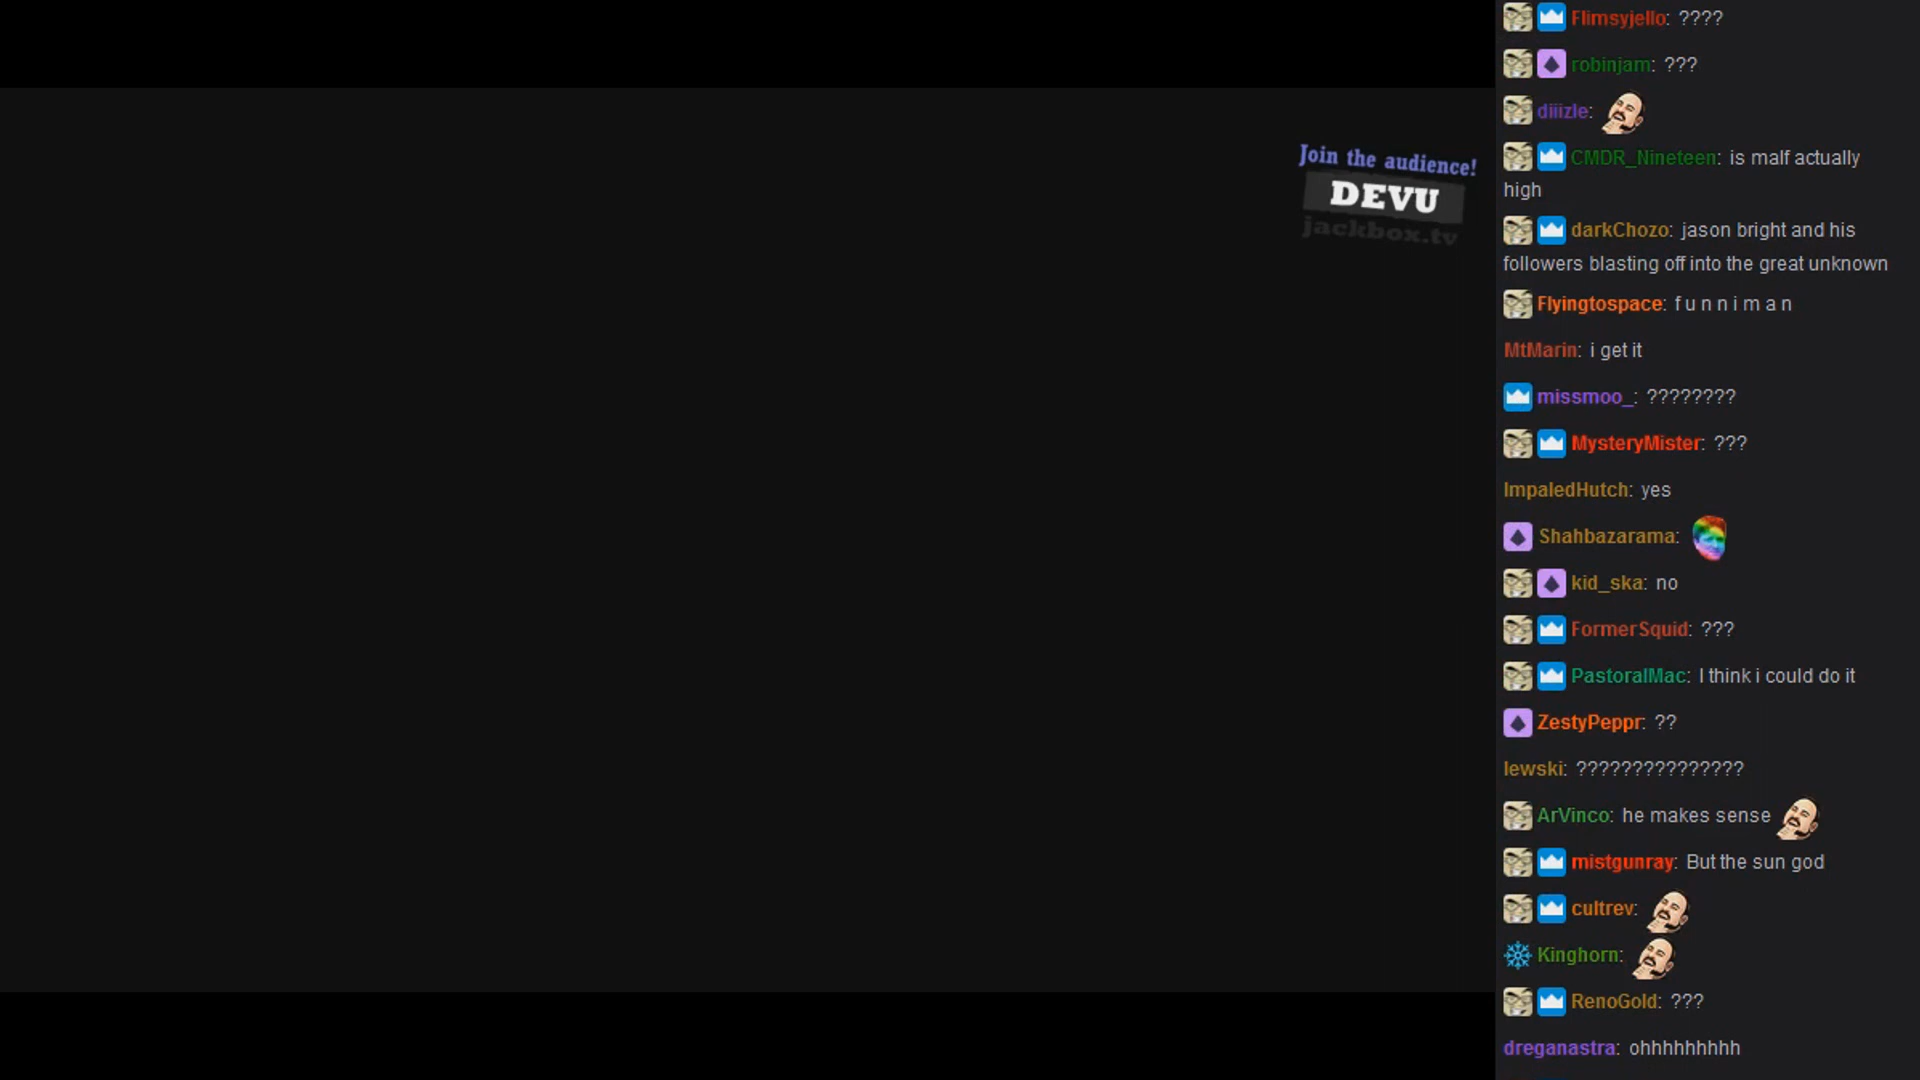 Join the audience!
DEVU
jackbox.tv
Flimsyjello: ????
robinjam: ???
diiizle:
CMDR_Nineteen: is malf actually
high
darkChozo: jason bright and his
followers blasting off into the great unknown
Flyingtospace: f u n n i m a n
MtMarin: i get it
missmoo_: ????????
MysteryMister: ???
ImpaledHutch: yes
Shahbazarama:
kid_ska: no
FormerSquid: ???
PastoralMac: I think i could do it
ZestyPeppr: ??
lewski: ???????????????
ArVinco: he makes sense
mistgunray: But the sun god
cultrev:
Kinghorn:
RenoGold: ???
dreganastra: ohhhhhhhhh